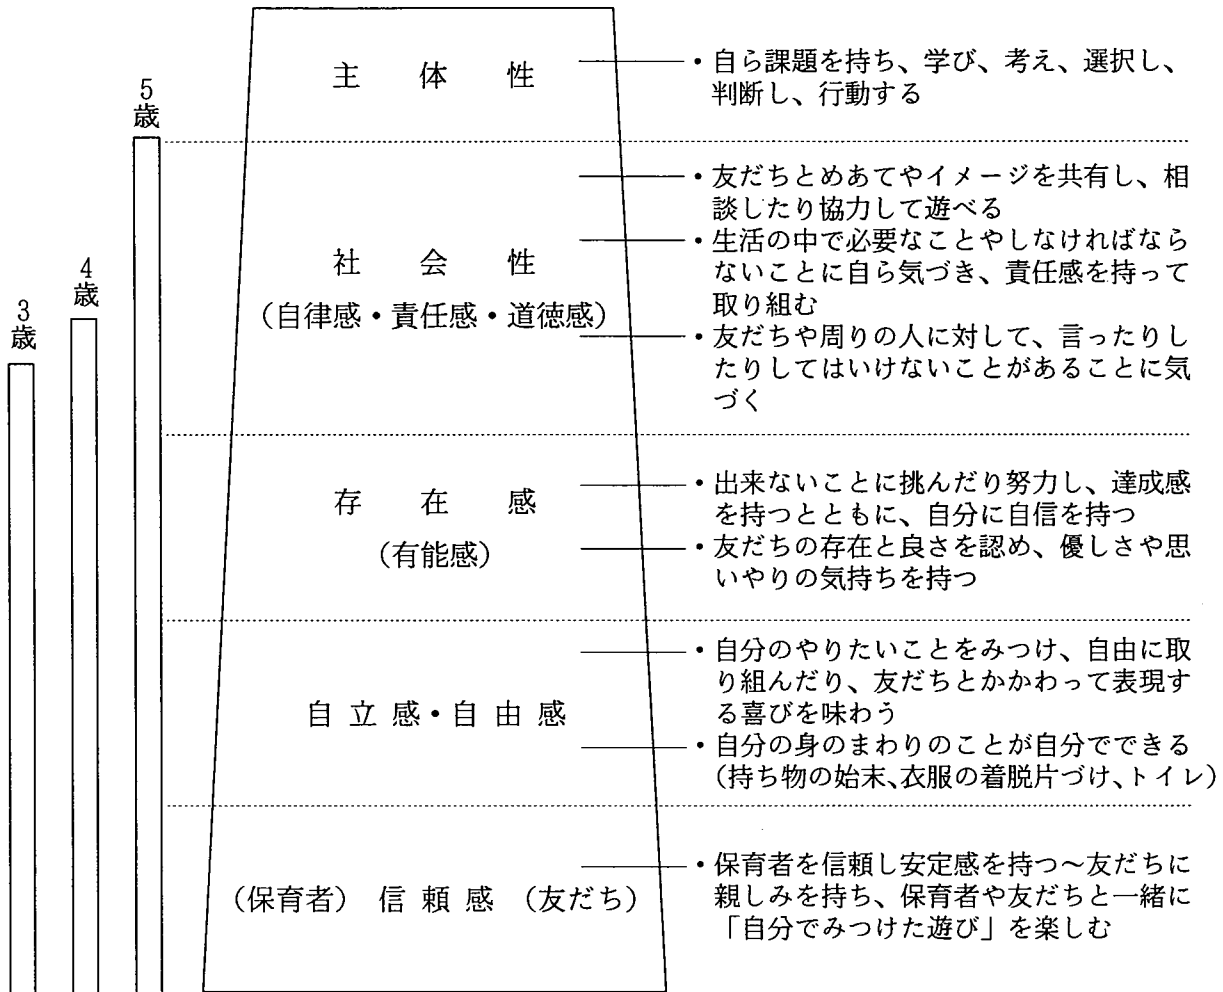 主体性
・自ら課題を持ち、学び、考え、選択し、
判断し、行動する
5歳
・友だちとめあてやイメージを共有し、相
談したり協力して遊べる
・生活の中で必要なことやしなければなら
ないことに自ら気づき、責任感を持って
取り組む
・友だちや周りの人に対して、言ったりし
たりしてはいけないことがあることに気
づく
社会性
(自律感・責任感・道徳感)
4歳
3歳
存在感
(有能感)
・出来ないことに挑んだり努力し、達成感
を持つとともに、自分に自信を持つ
・友だちの存在と良さを認め、優しさや思
いやりの気持ちを持つ
自立感・自由感
・自分のやりたいことをみつけ、自由に取
り組んだり、友だちとかかわって表現す
る喜びを味わう
・自分の身のまわりのことが自分でできる
(持ち物の始末、衣服の着脱片づけ、トイレ)
(保育者) 信頼感 (友だち)
・保育者を信頼し安定感を持つ～友だちに
親しみを持ち、保育者や友だちと一緒に
「自分でみつけた遊び」を楽しむ